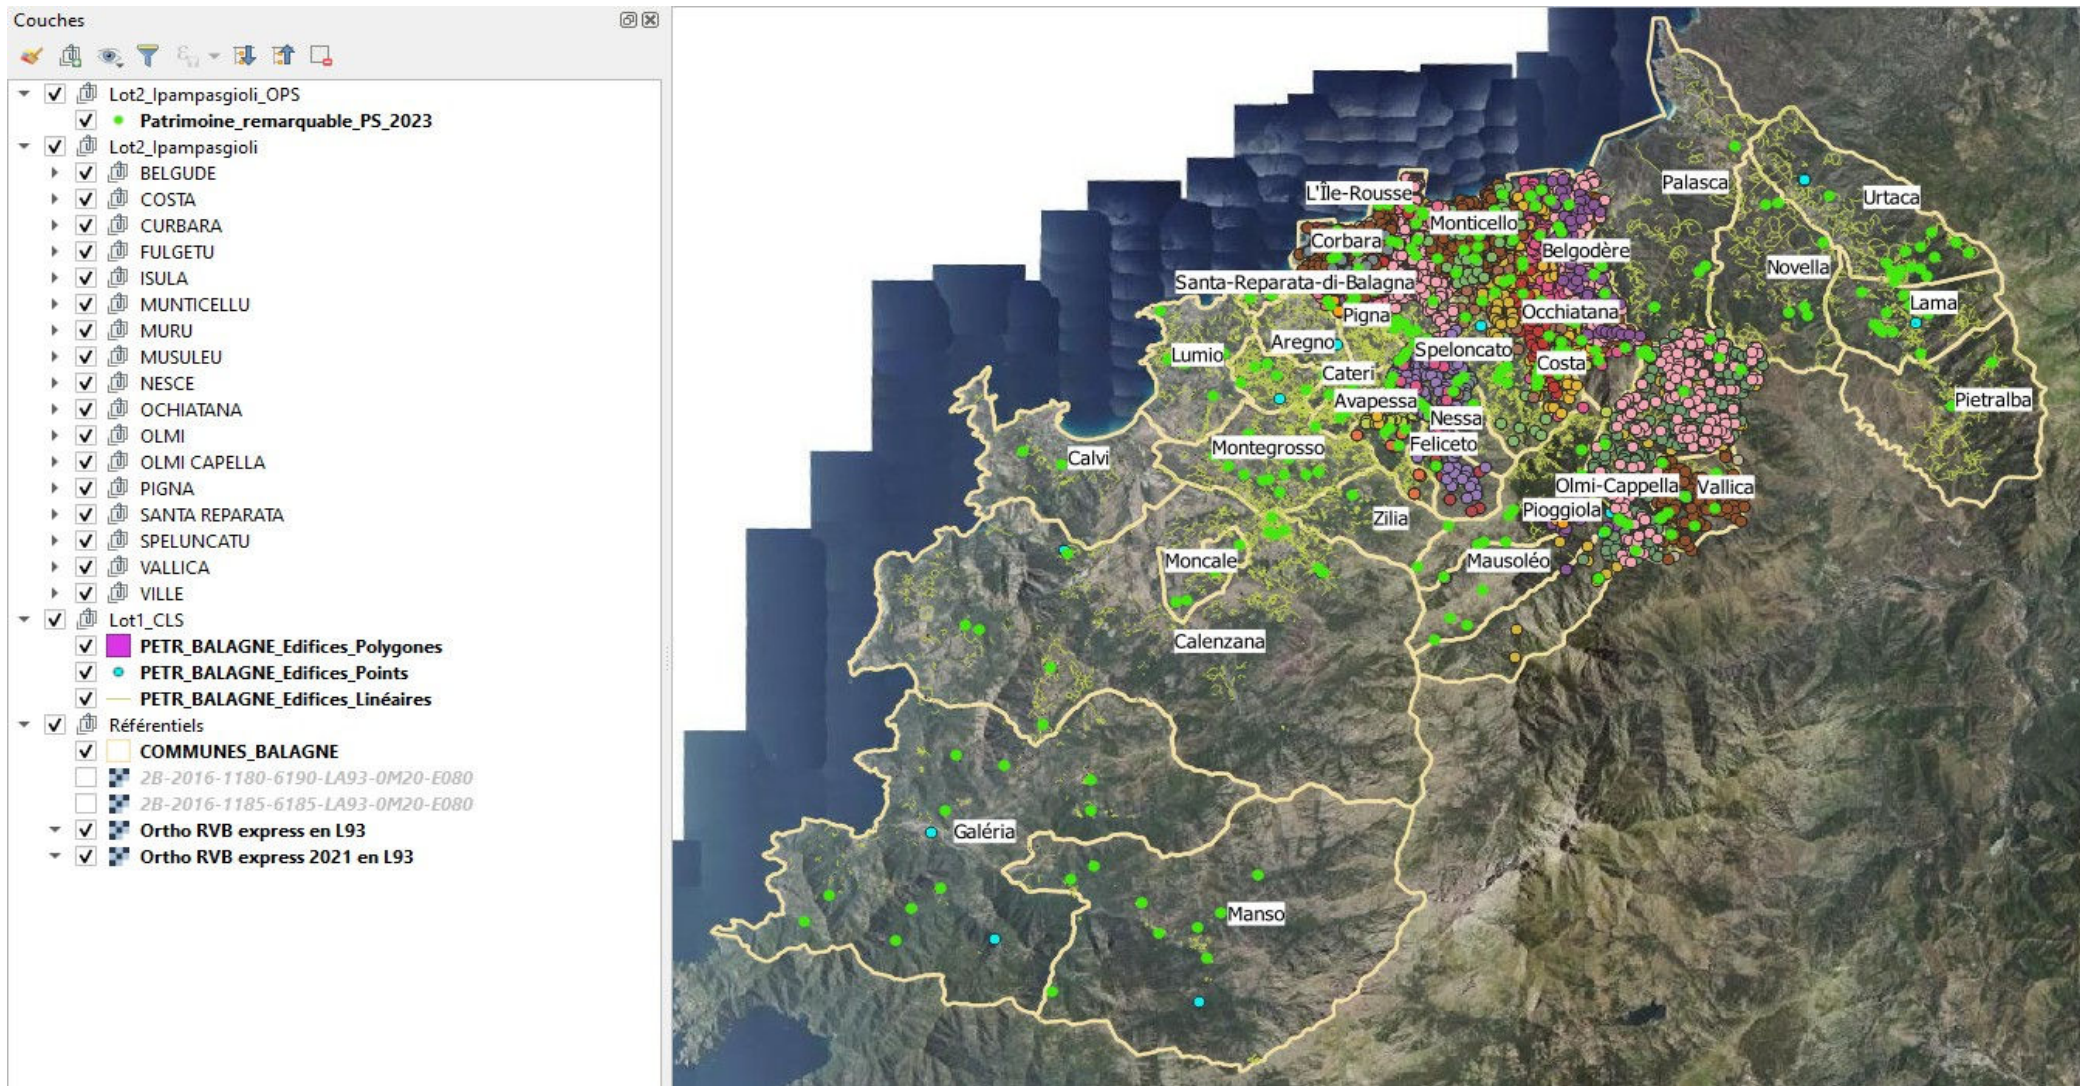 Couches
Lot2_Ipampasgioli_OPS
Patrimoine_remarquable_PS_2023
Lot2_Ipampasgioli
BELGUDE
COSTA
CURBARA
FULGETU
ISULA
MUNTICELLU
MURU
MUSULEU
NESCE
OCHIATANA
OLMI
OLMI CAPELLA
PIGNA
SANTA REPARATA
SPELUNCATU
VALLICA
VILLE
Lot1_CLS
PETR_BALAGNE_Edifices_Polygones
PETR_BALAGNE_Edifices_Points
PETR_BALAGNE_Edifices_Linéaires
Référentiels
COMMUNES_BALAGNE
2B-2016-1180-6190-LA93-0M20-E080
2B-2016-1185-6185-LA93-0M20-E080
Ortho RVB express en L93
Ortho RVB express 2021 en L93
Palasca
L'Île-Rousse
Urtaca
Monticello
Corbara
Belgodère
Novella
Santa-Reparata-di-Balagna
Lama
Occhiatana
Pigna
Aregno
Speloncato
Lumio
Costa
Cateri
Avapessa
Pietralba
Nessa
Feliceto
Montegrosso
Calvi
Olmi-Cappella
Vallica
Pioggiola
Zilia
Moncale
Mausoléo
Calenzana
Galéria
Manso